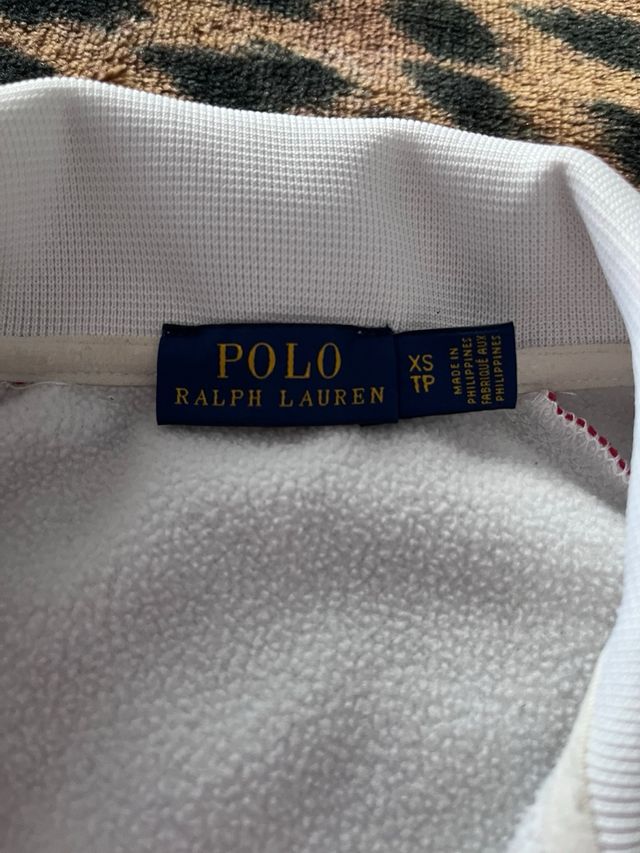 POLO
RALPH LAUREN
XS
TP
MADE IN
PHILIPPINES
FABRIQUÉ AUX
PHILIPPINES